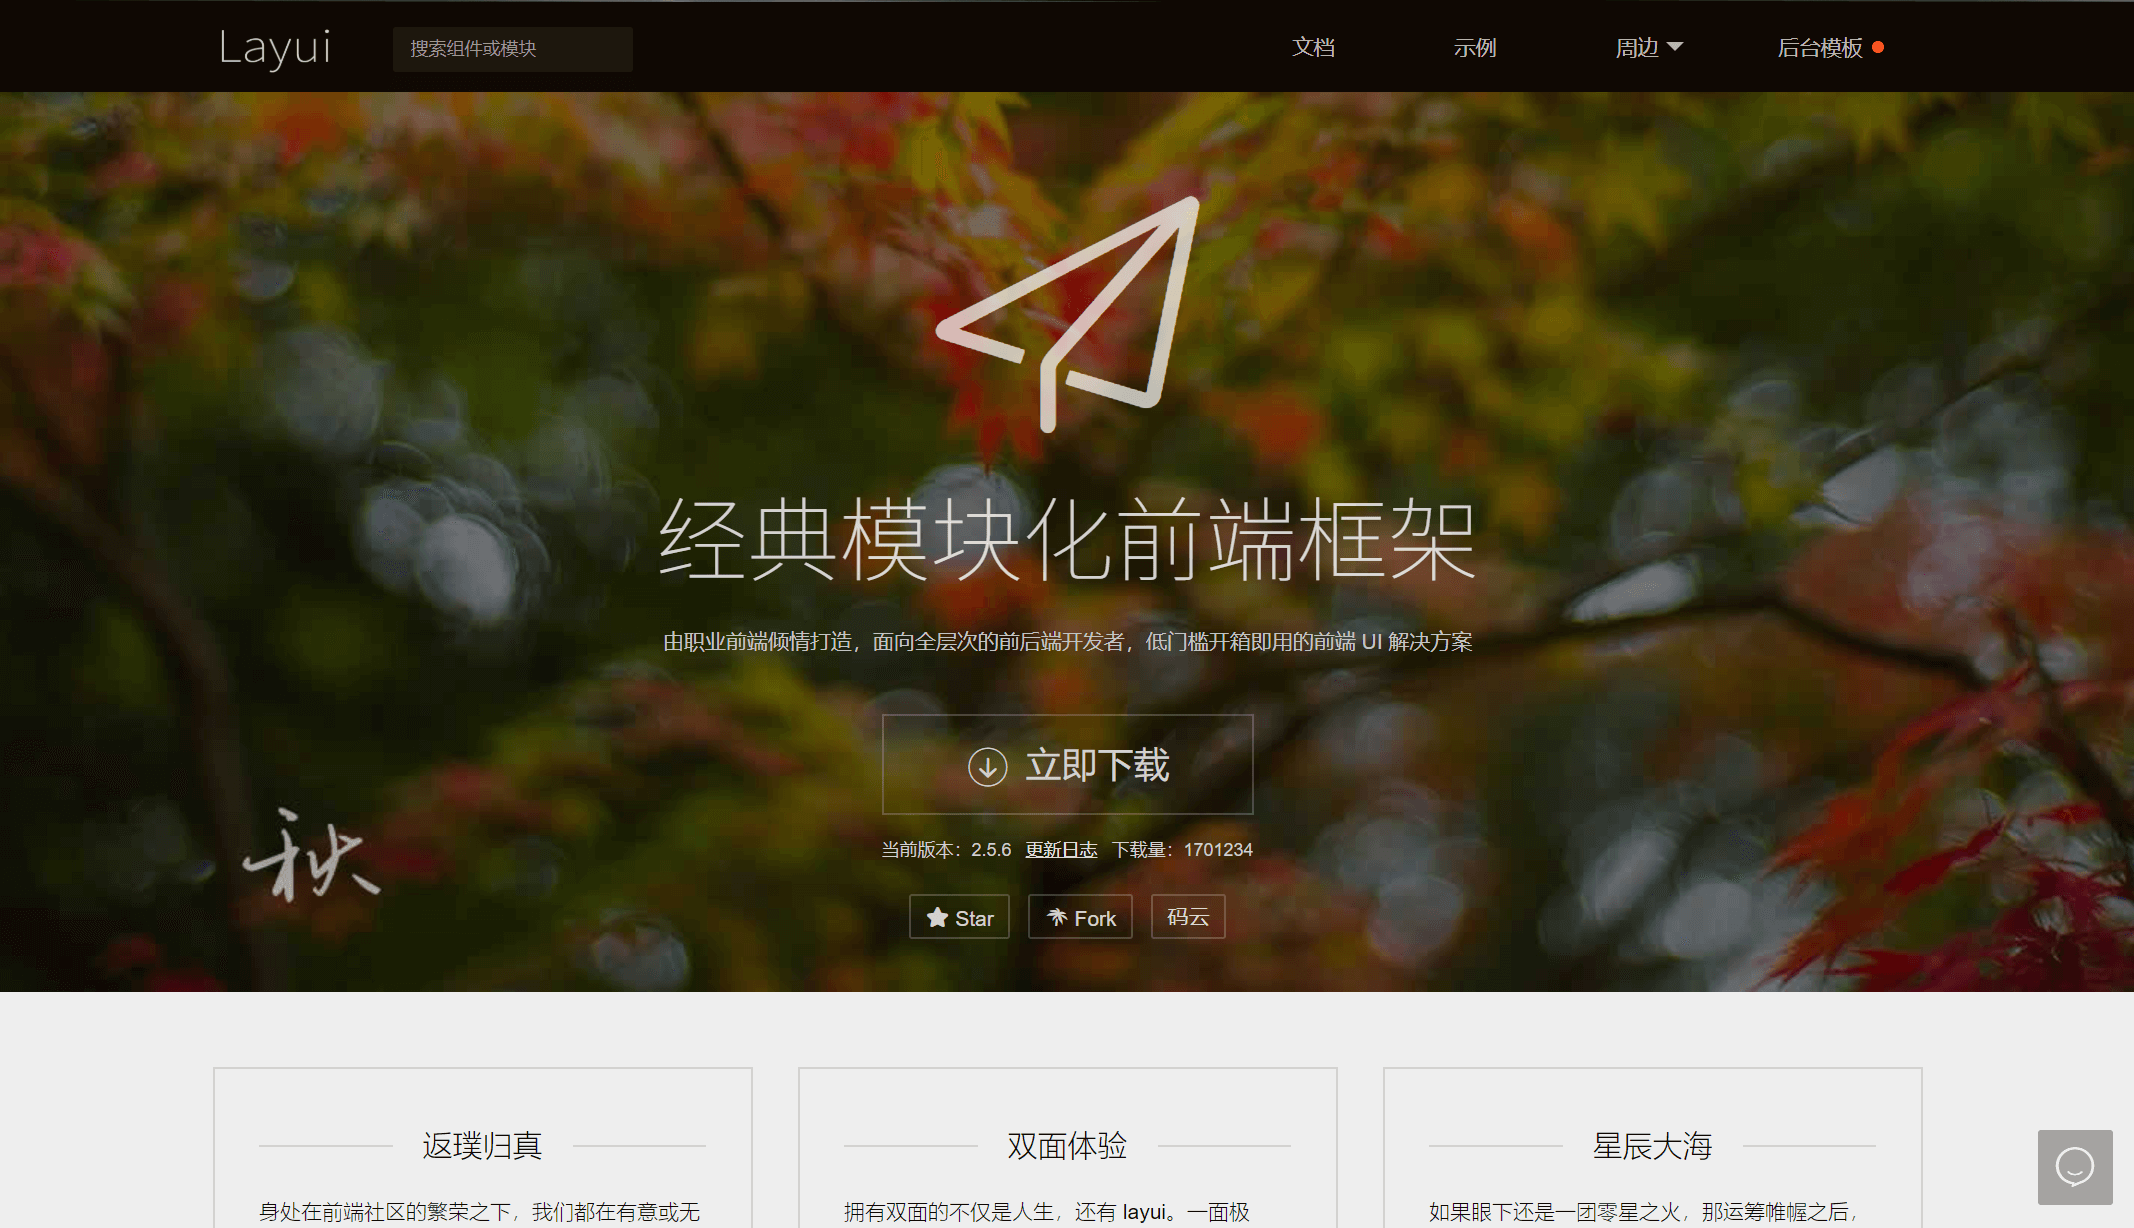 Layui
搜索组件或模块
文档
示例
周边
后台模板
经典模块化前端框架
由职业前端倾情打造，面向全层次的前后端开发者，低门槛开箱即用的前端 UI 解决方案
立即下载
当前版本：2.5.6 更新日志 下载量：1701234
秋
Star
Fork
码云
返璞归真
身处在前端社区的繁荣之下，我们都在有意或无
双面体验
拥有双面的不仅是人生，还有 layui。一面极
星辰大海
如果眼下还是一团零星之火，那运筹帷幄之后，